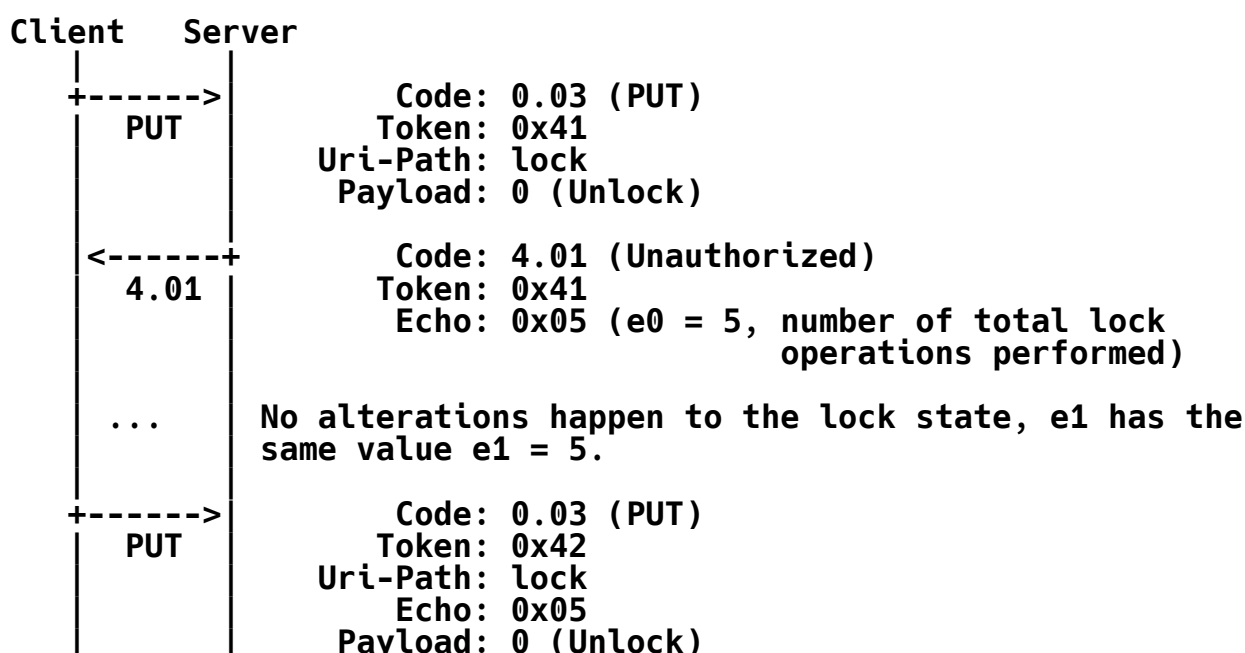 Client Server
+------> Code: 0.03 (PUT)
PUT Token: 0x41
Uri-Path: lock
Payload: 0 (Unlock)
<------+ Code: 4.01 (Unauthorized)
4.01 Token: 0x41
Echo: 0x05 (e0 = 5, number of total lock
operations performed)
... No alterations happen to the lock state, e1 has the
same value e1 = 5.
+------> Code: 0.03 (PUT)
PUT Token: 0x42
Uri-Path: lock
Echo: 0x05
Payload: 0 (Unlock)